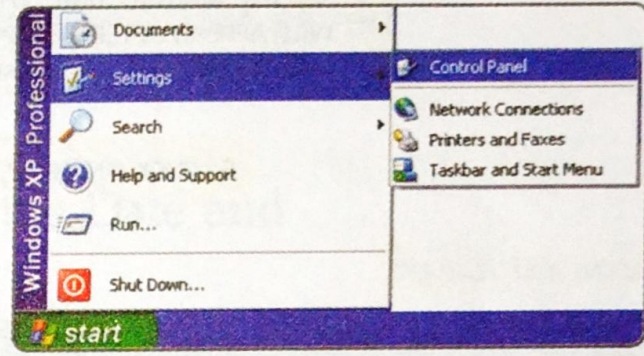 Windows XP Professional
Documents
Settings
Search
Help and Support
Run...
Shut Down...
Control Panel
Network Connections
Printers and Faxes
Taskbar and Start Menu
start